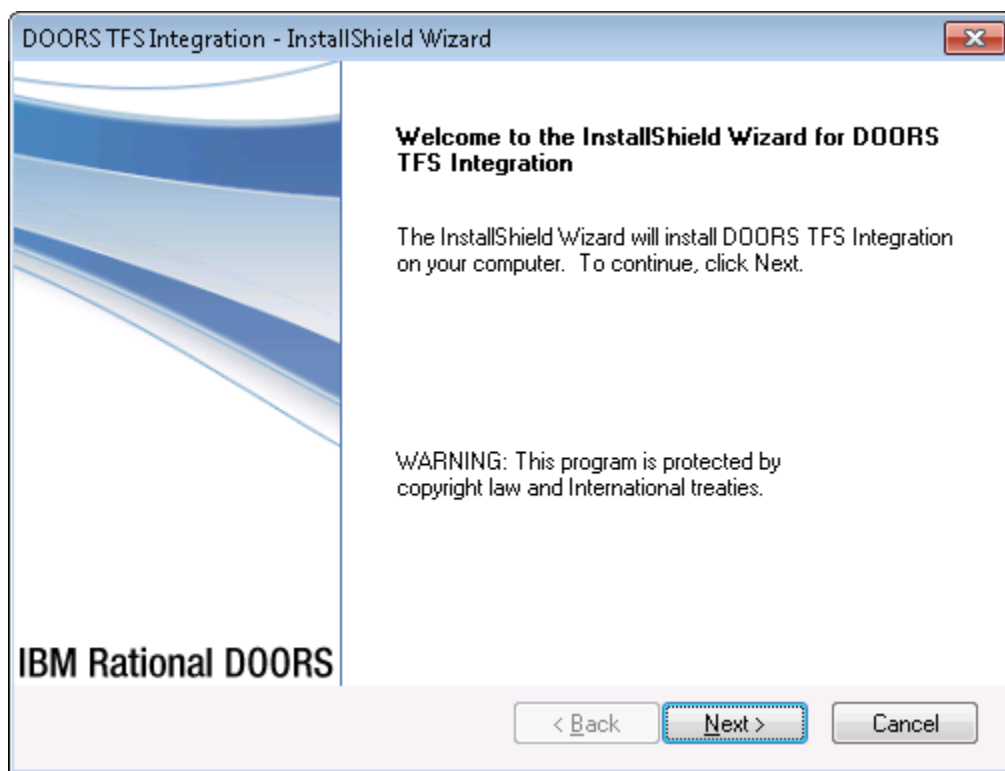 DOORS TFS Integration - InstallShield Wizard
Welcome to the InstallShield Wizard for DOORS
TFS Integration
The InstallShield Wizard will install DOORS TFS Integration
on your computer.  To continue, click Next.
WARNING: This program is protected by
copyright law and International treaties.
IBM Rational DOORS
< Back
Next >
Cancel